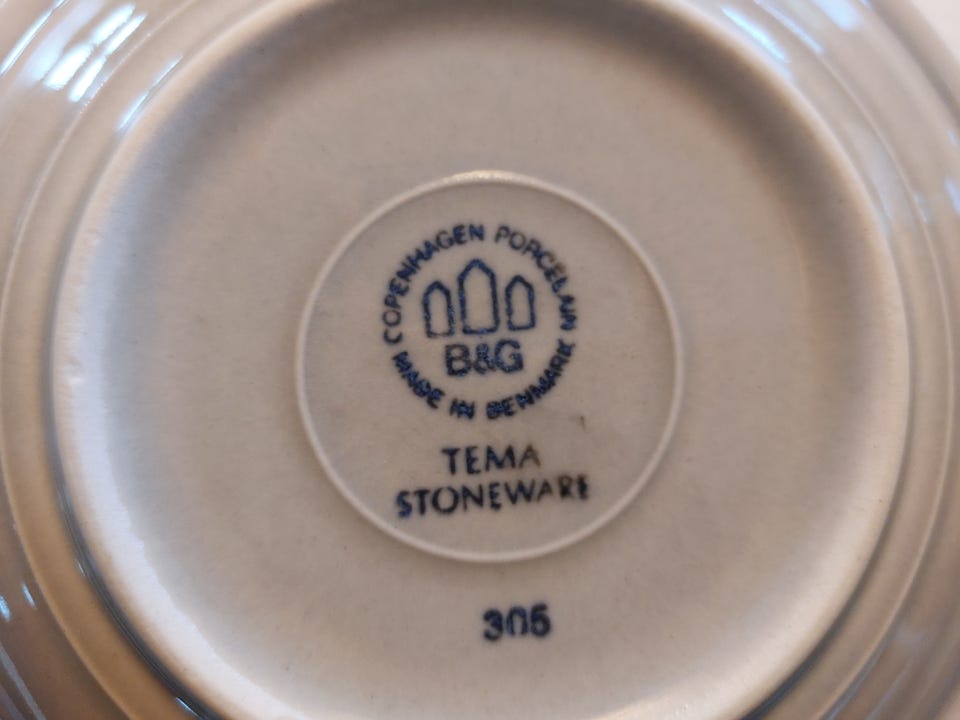 COPENHAGEN PORCELAIN
B&G
MADE IN DENMARK
TEMA
STONEWARE
305